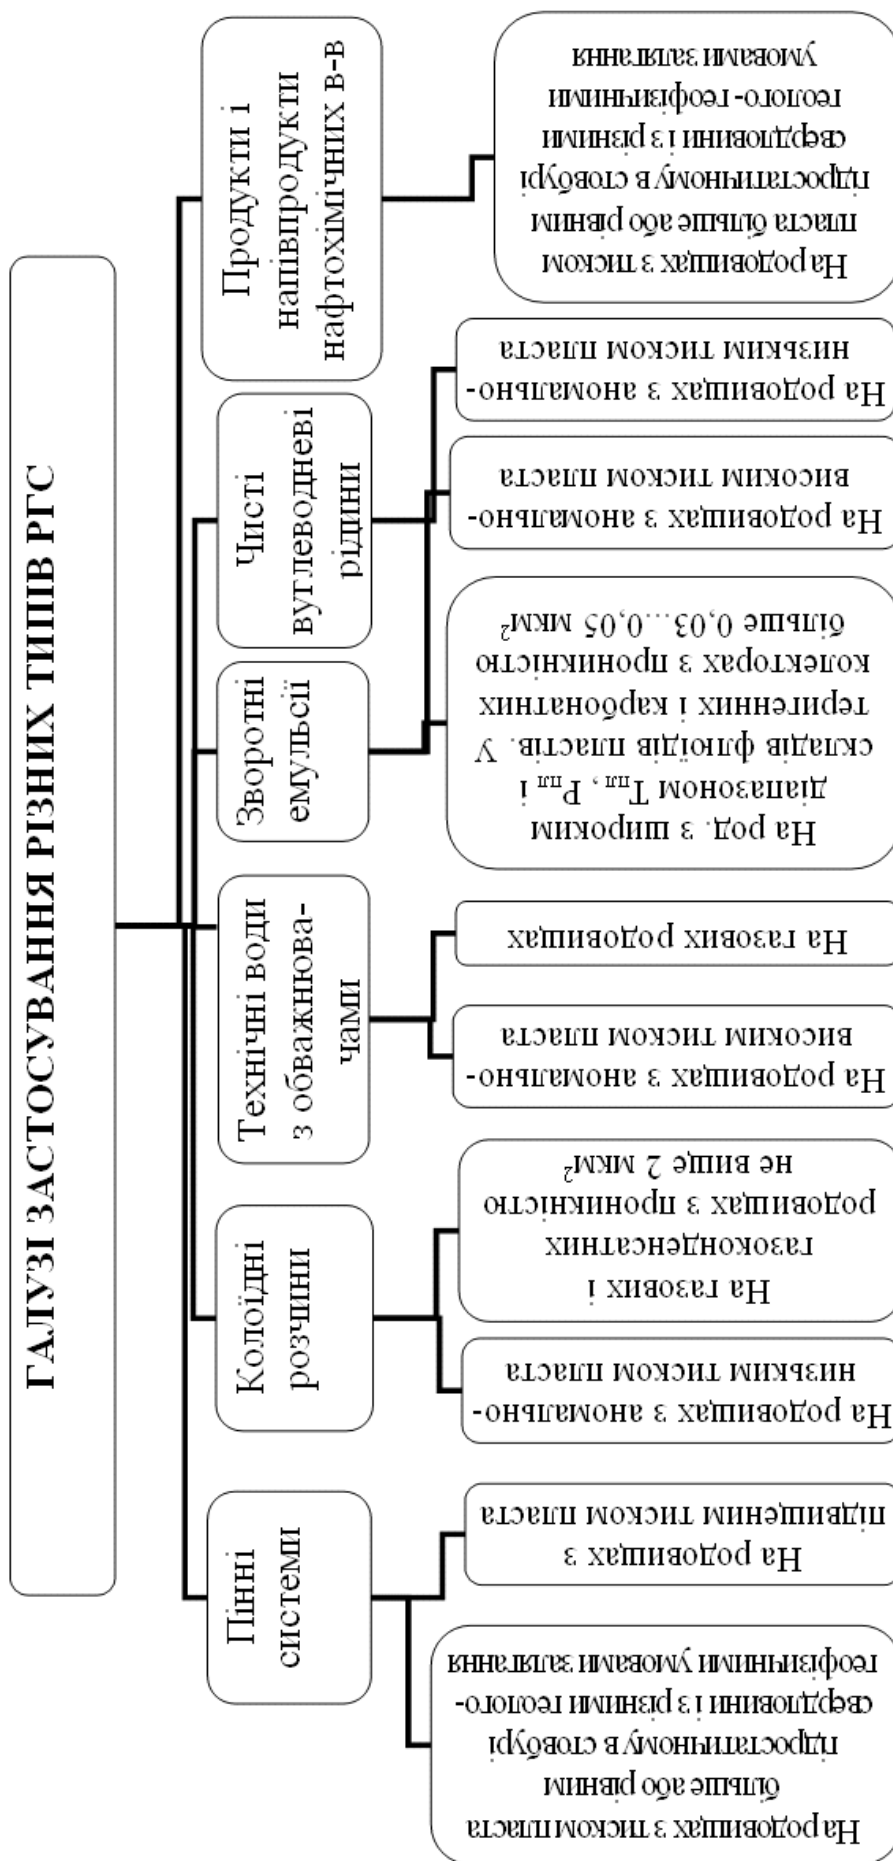 ГАЛУЗІ ЗАСТОСУВАННЯ РІЗНИХ ТИПІВ РГС
Пінні
системи
Колоїдні
розчини
Технічні води
з обважнюва-
чами
Зворотні
емульсії
Чисті
вуглеводневі
рідини
Продукти і
напівпродукти
нафтохімічних в-в
На родовищах з тиском пласта
більше або рівним
гідростатичному в стовбурі
свердловини із різними геолого-
геофізичними умовами залягання
На родовищах з
підвищеним тиском пласта
На родовищах з аномально-
низьким тиском пласта
На газових і
газоконденсатних
родовищах з проникністю
не вище 2 мкм²
На родовищах з аномально-
високим тиском пласта
На газових родовищах
На род. з широким
діапазоном Тпл, Рпл і
складів флюїдів пластів. У
теригенних і карбонатних
колекторах з проникністю
більше 0,03...0,05 мкм²
На родовищах з аномально-
високим тиском пласта
На родовищах з аномально-
низьким тиском пласта
На родовищах з тиском
пласта більше або рівним
гідростатичному в стовбурі
свердловини із різними
геолого-геофізичними
умовами залягання